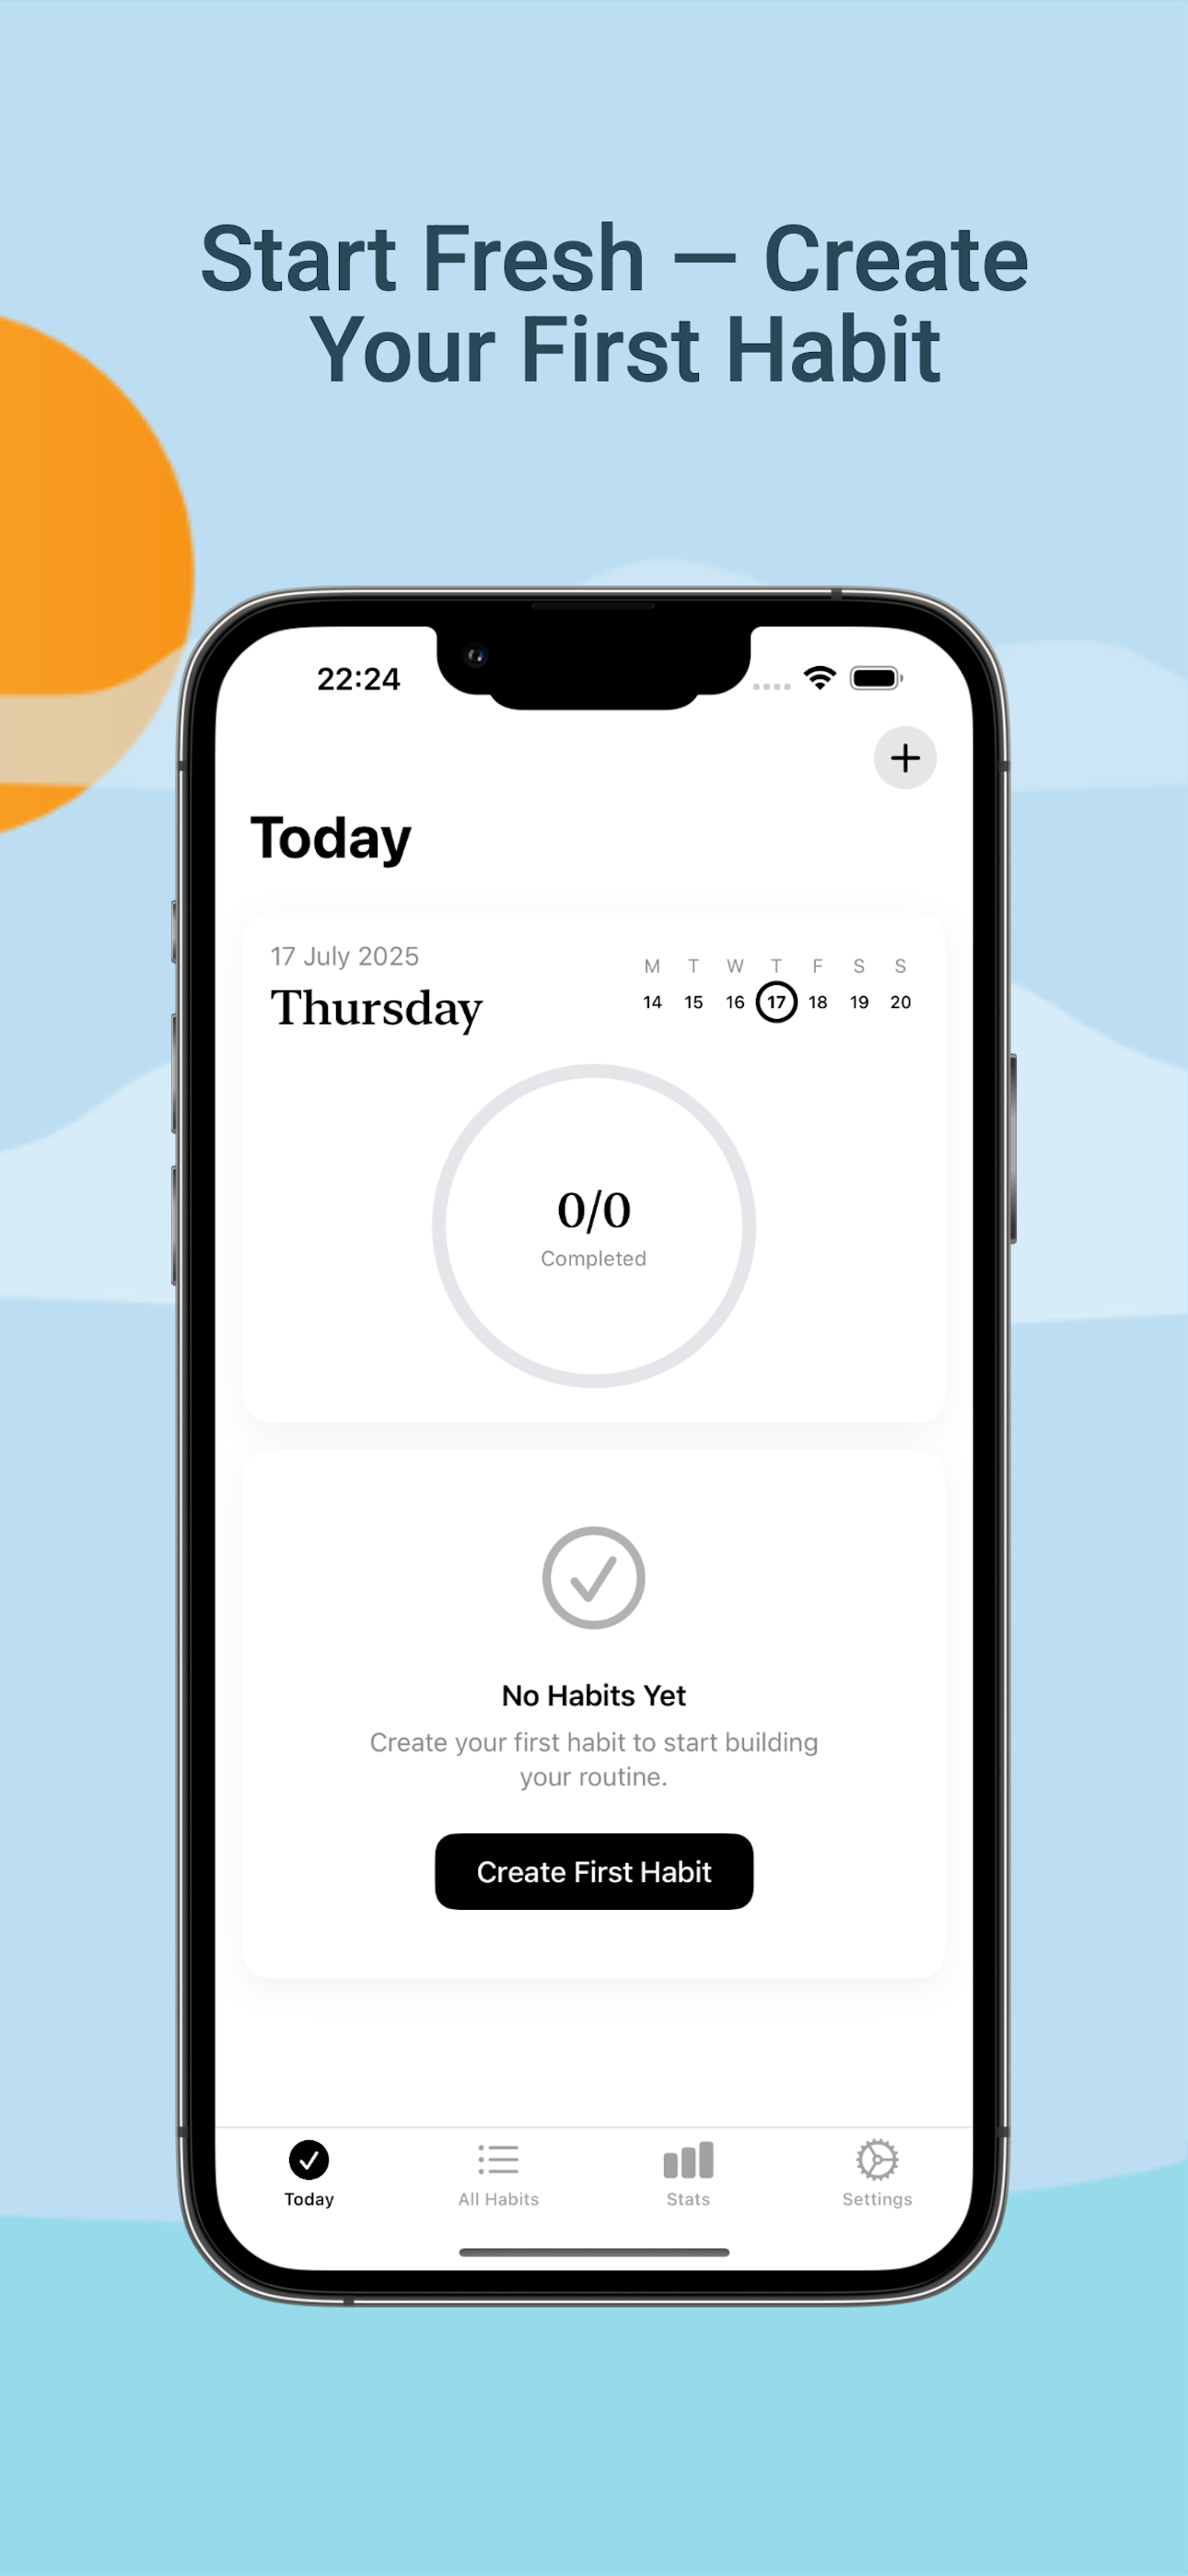 Start Fresh — Create
Your First Habit
22:24
Today
17 July 2025
Thursday
M T W T F S S
14 15 16 17 18 19 20
0/0
Completed
No Habits Yet
Create your first habit to start building
your routine.
Create First Habit
Today All Habits Stats Settings